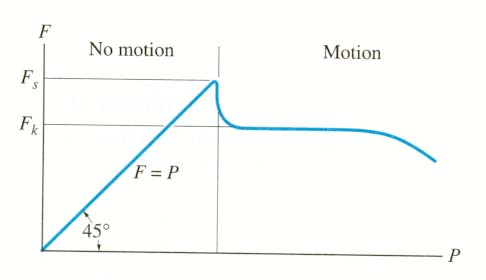 F
No motion
Motion
F_s
F_k
F = P
45°
P